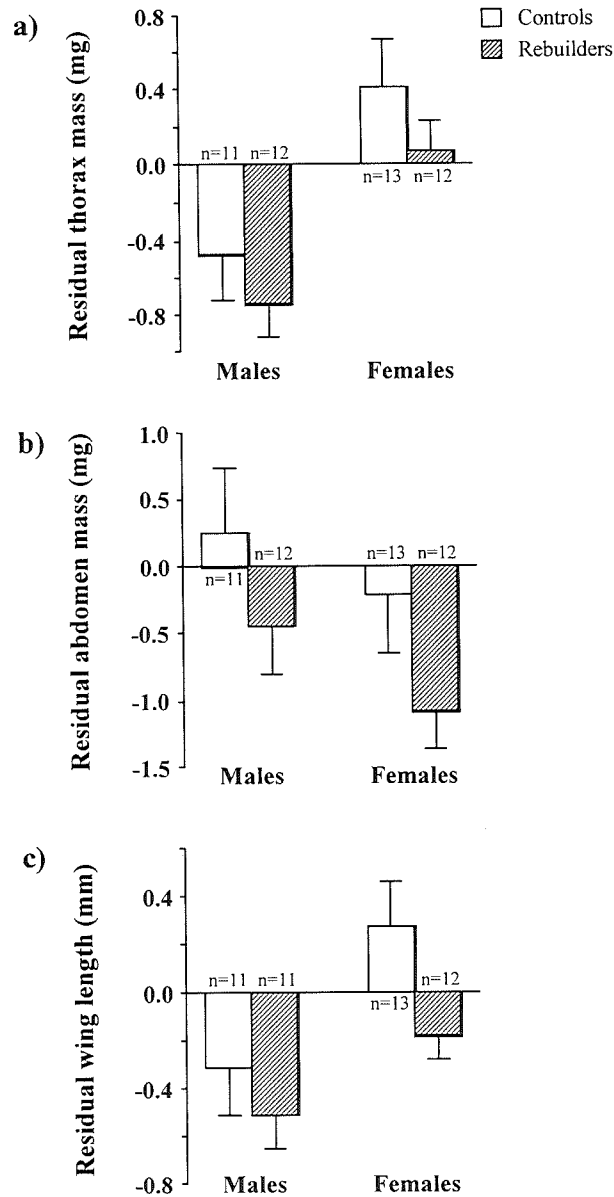 a)
Controls
Rebuilders
Residual thorax mass (mg)
0.8
0.4
0.0
-0.4
-0.8
n=11 n=12
n=13 n=12
Males Females
b)
Residual abdomen mass (mg)
1.0
0.5
0.0
-0.5
-1.0
-1.5
n=12 n=13 n=12
n=11
Males Females
c)
Residual wing length (mm)
0.4
0.0
-0.4
-0.8
n=11 n=11 n=12
n=13
Males Females